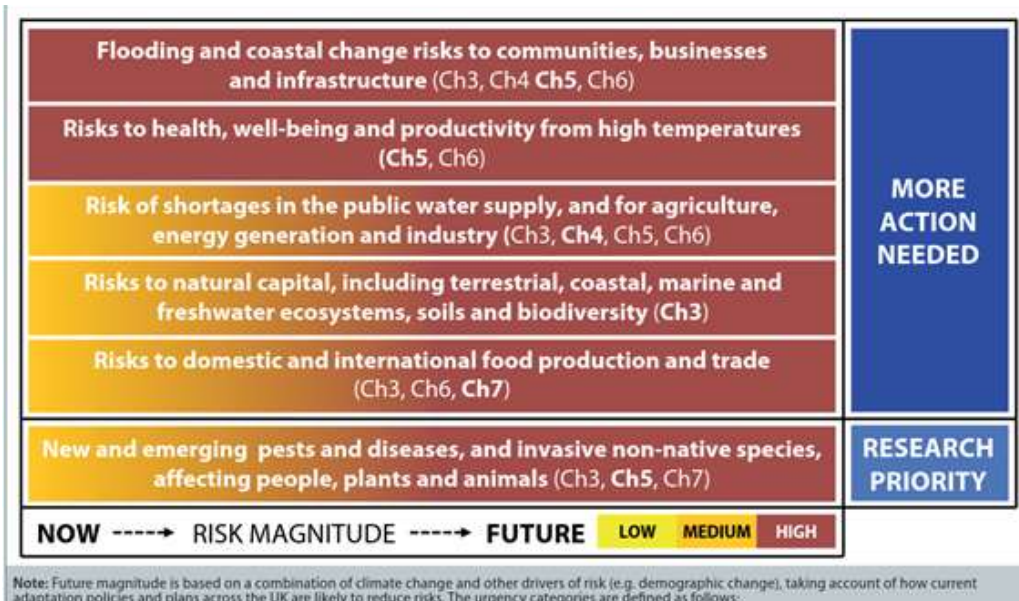 Flooding and coastal change risks to communities, businesses
and infrastructure (Ch3, Ch4 Ch5, Ch6)
Risks to health, well-being and productivity from high temperatures
(Ch5, Ch6)
Risk of shortages in the public water supply, and for agriculture,
energy generation and industry (Ch3, Ch4, Ch5, Ch6)
Risks to natural capital, including terrestrial, coastal, marine and
freshwater ecosystems, soils and biodiversity (Ch3)
Risks to domestic and international food production and trade
(Ch3, Ch6, Ch7)
MORE
ACTION
NEEDED
New and emerging pests and diseases, and invasive non-native species,
affecting people, plants and animals (Ch3, Ch5, Ch7)
RESEARCH
PRIORITY
NOW ----→ RISK MAGNITUDE ----→ FUTURE LOW MEDIUM HIGH
Note: Future magnitude is based on a combination of climate change and other drivers of risk (e.g. demographic change), taking account of how current
adaptation policies and plans across the UK are likely to reduce risks. The urgency categories are defined as follows: